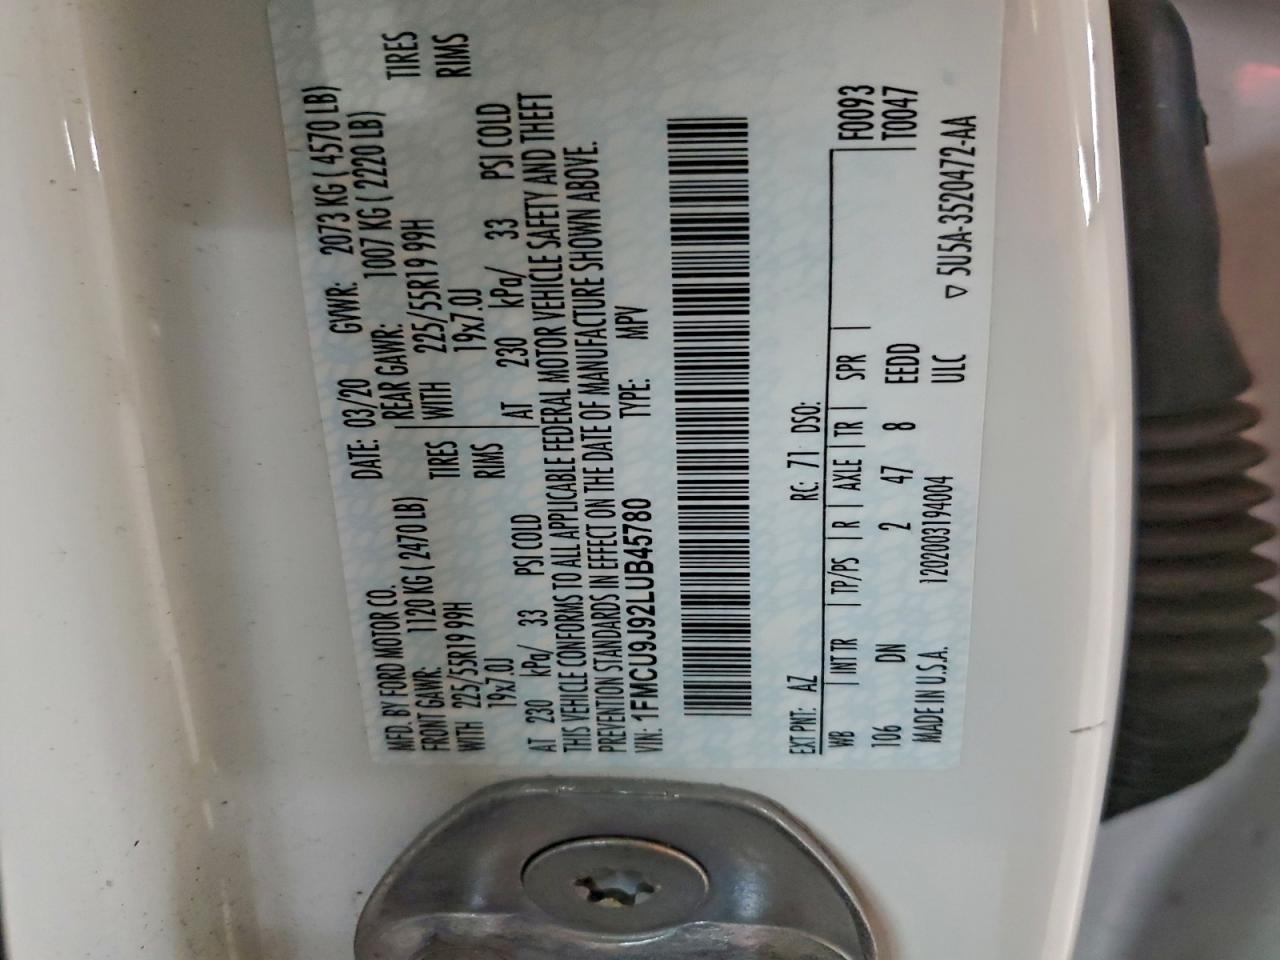 MFD. BY FORD MOTOR CO.
DATE: 03/20 GVWR: 2073 KG ( 4570 LB)
FRONT GAWR: 1120 KG ( 2470 LB) REAR GAWR: 1007 KG ( 2220 LB)
WITH 225/55R19 99H TIRES WITH 225/55R19 99H TIRES
19x7.0J RIMS 19x7.0J RIMS
AT 230 kPa/ 33 PSI COLD AT 230 kPa/ 33 PSI COLD
THIS VEHICLE CONFORMS TO ALL APPLICABLE FEDERAL MOTOR VEHICLE SAFETY AND THEFT
PREVENTION STANDARDS IN EFFECT ON THE DATE OF MANUFACTURE SHOWN ABOVE.
VIN: 1FMCU9J92LUB45780 TYPE: MPV
EXT PNT: AZ RC: 71 DSO: F0093
WB INT TR TP/PS R AXLE TR SPR T0047
106 DN 2 47 8 EEDD
MADE IN U.S.A. 1202003194004 ULC ▽ 5U5A-3520472-AA